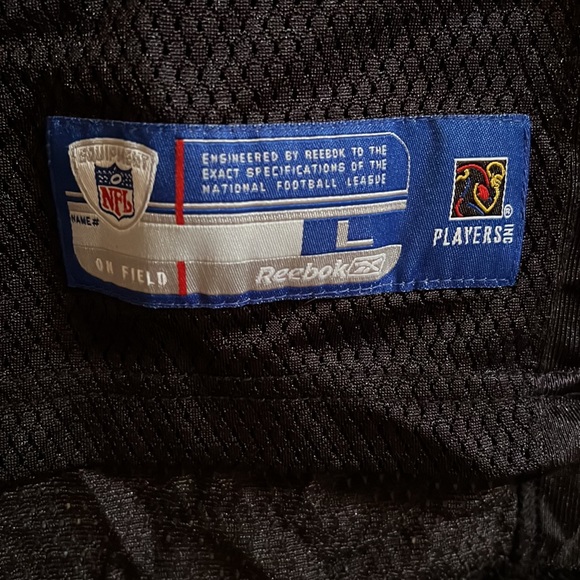 EQUIPMENT
NFL
NAME#
ON FIELD
ENGINEERED BY REEBOK TO THE
EXACT SPECIFICATIONS OF THE
NATIONAL FOOTBALL LEAGUE
L
Reebok
PLAYERS INC
®